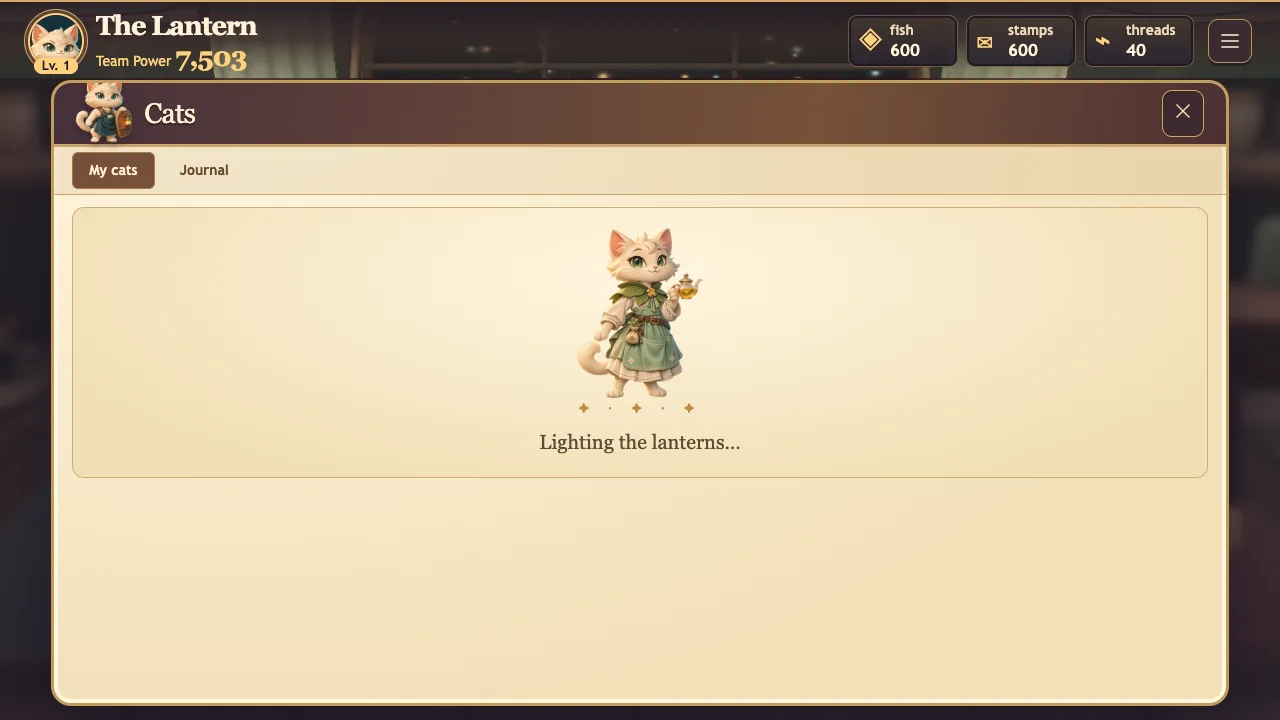 The Lantern
Lv. 1
Team Power 7,503
fish
600
stamps
600
threads
40
Cats
My cats
Journal
Lighting the lanterns...